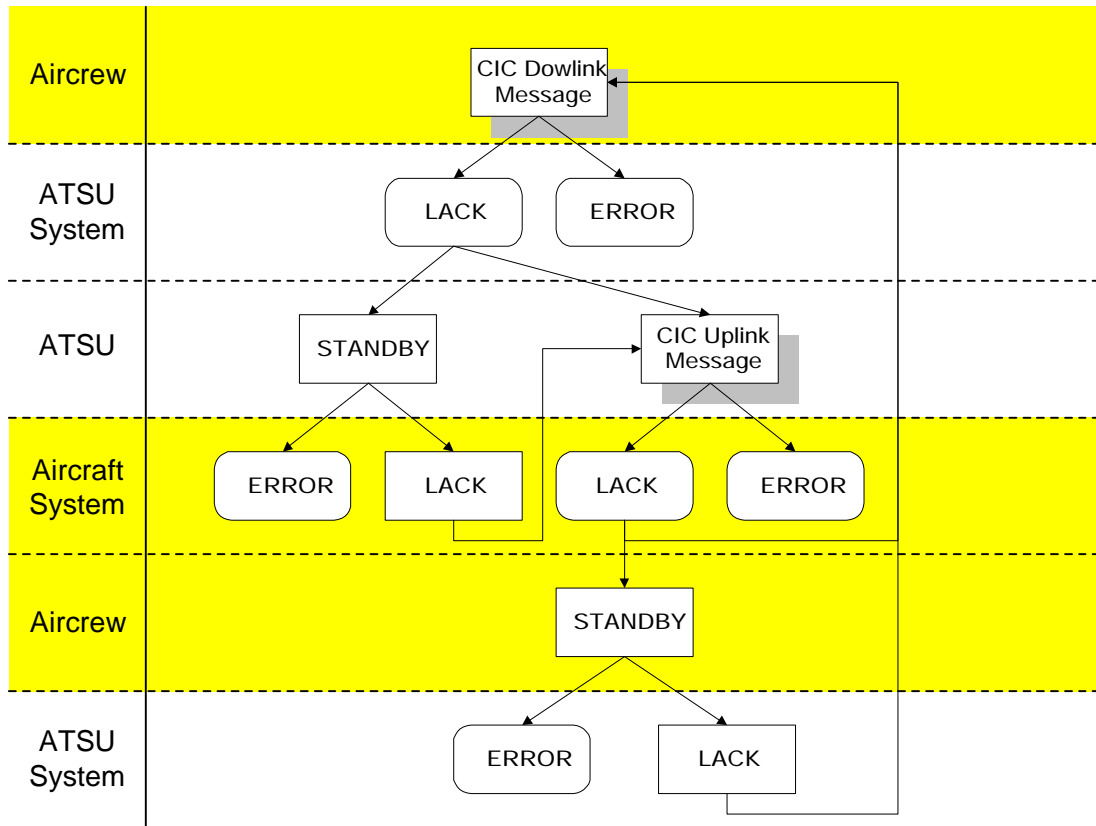 Aircrew
CIC Dowlink
Message
ATSU
System
LACK
ERROR
ATSU
STANDBY
CIC Uplink
Message
Aircraft
System
ERROR
LACK
LACK
ERROR
Aircrew
STANDBY
ATSU
System
ERROR
LACK